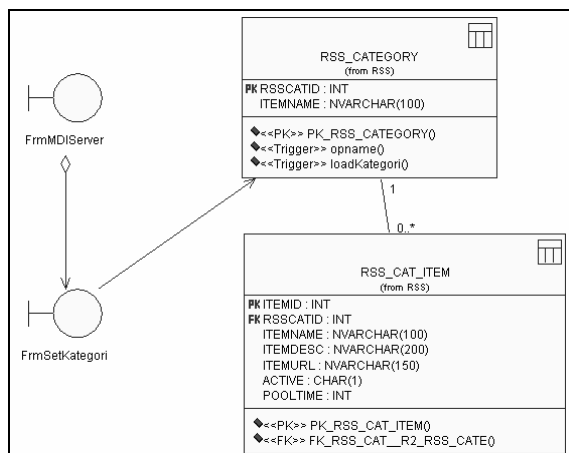 RSS_CATEGORY
(from RSS)
PK RSSCATID : INT
ITEMNAME : NVARCHAR(100)
<<PK>> PK_RSS_CATEGORY()
<<Trigger>> opname()
<<Trigger>> loadKategori()
FrmMDIServer
1
0..*
RSS_CAT_ITEM
(from RSS)
PK ITEMID : INT
FK RSSCATID : INT
ITEMNAME : NVARCHAR(100)
ITEMDESC : NVARCHAR(200)
ITEMURL : NVARCHAR(150)
ACTIVE : CHAR(1)
POOLTIME : INT
<<PK>> PK_RSS_CAT_ITEM()
<<FK>> FK_RSS_CAT__R2_RSS_CATE()
FrmSetKategori